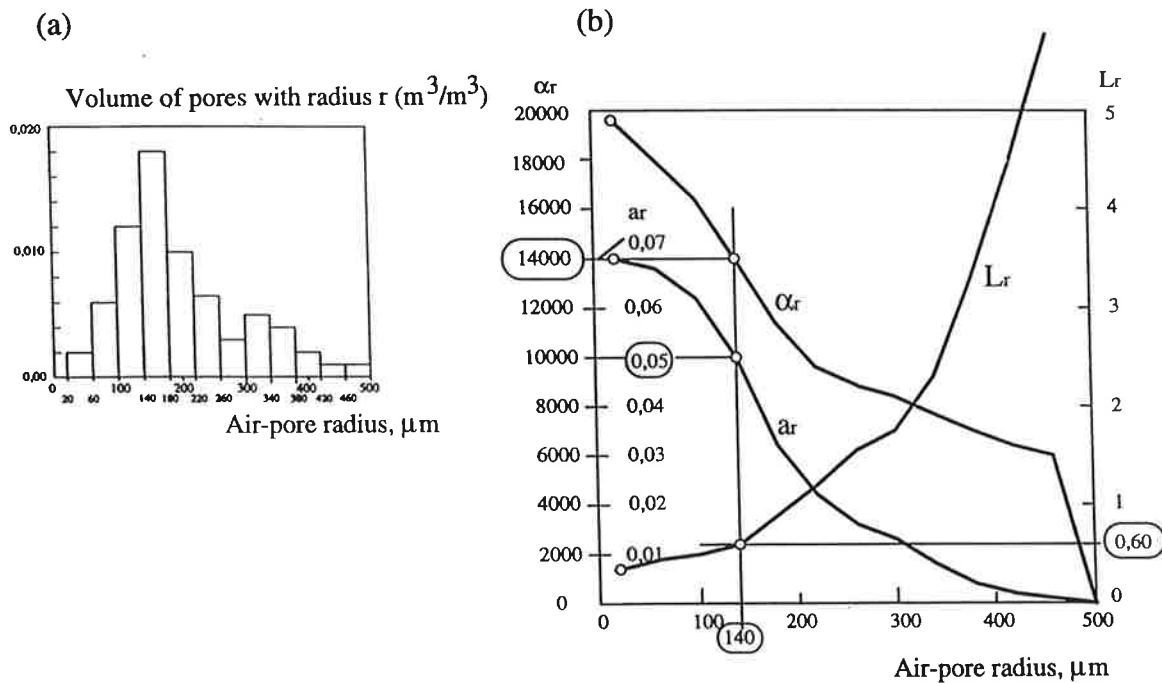 (a)
Volume of pores with radius r (m³/m³)
0,020
0,010
0,00
0 100 200 300 400 500
20 60 140 180 220 260 340 380 420 460
Air-pore radius, µm
(b)
αr Lr
20000 5
18000
16000 4
ar
14000 0,07
12000 0,06 3
αr
Lr
10000 0,05
8000 0,04 2
ar
6000 0,03
4000 0,02 1
2000 0,01 0,60
0 0
0 100 200 300 400 500
140
Air-pore radius, µm